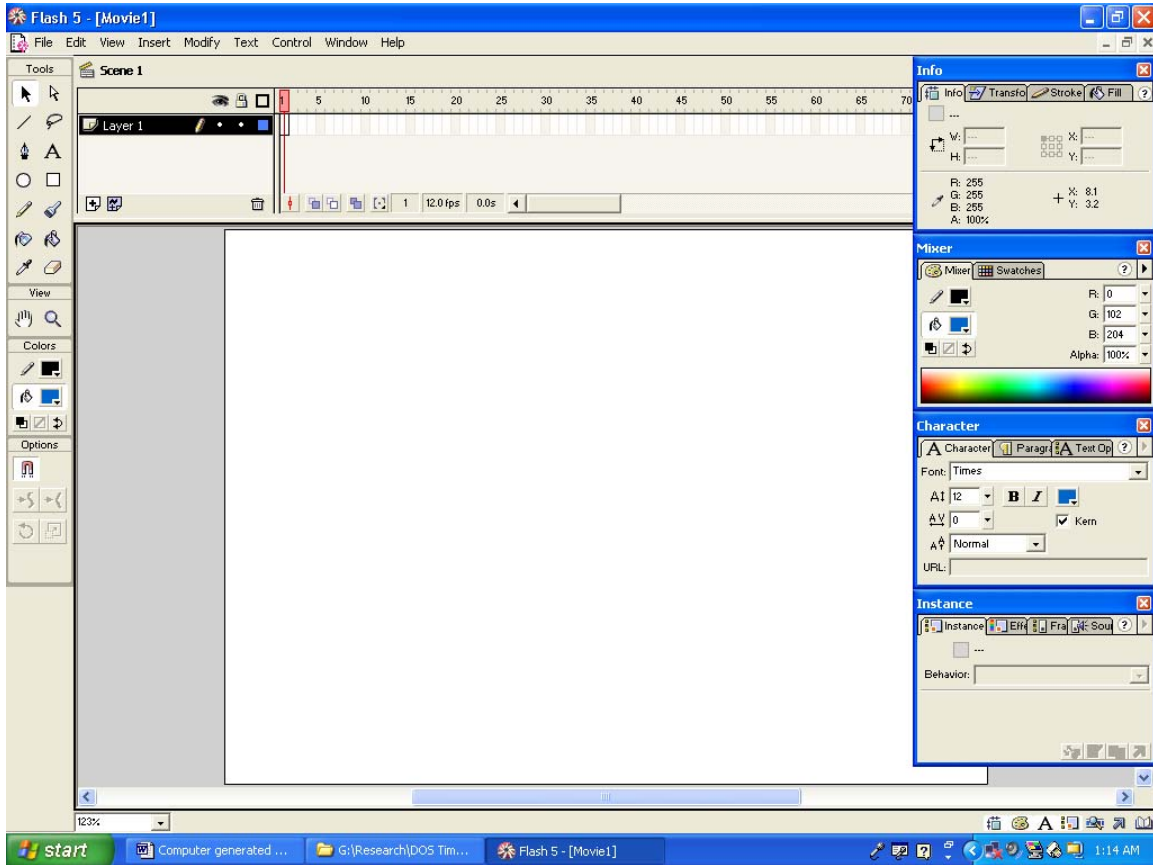 Flash 5 - [Movie1]
File Edit View Insert Modify Text Control Window Help
Tools
Scene 1
1 5 10 15 20 25 30 35 40 45 50 55 60 65 70
Layer 1
1 12.0 fps 0.0s
View
Colors
Options
Info
Info Transfo Stroke Fill ?
---
W: --- X: ---
H: --- Y: ---
R: 255
G: 255 X: 8.1
B: 255 Y: 3.2
A: 100%
Mixer
Mixer Swatches ?
R: 0
G: 102
B: 204
Alpha: 100%
Character
A Character Paragra A Text Op ?
Font: Times
12 B I
0 Kern
Normal
URL:
Instance
Instance Effe Fra Sou ?
---
Behavior:
123%
start Computer generated ... G:\Research\DOS Tim... Flash 5 - [Movie1] 1:14 AM